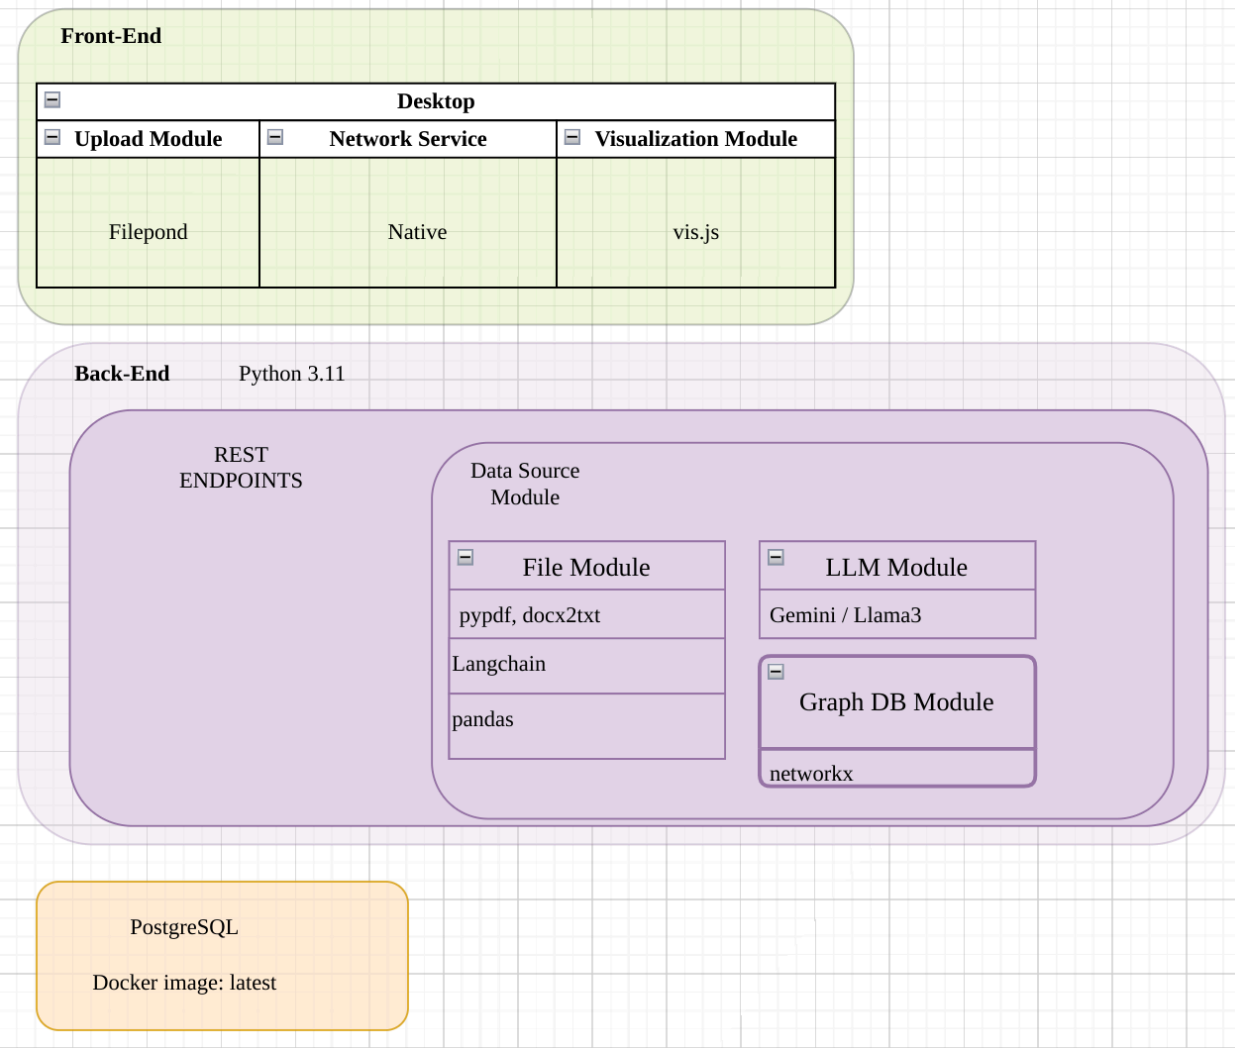 Front-End
Desktop
Upload Module
Network Service
Visualization Module
Filepond
Native
vis.js
Back-End
Python 3.11
REST
ENDPOINTS
Data Source
Module
File Module
pypdf, docx2txt
Langchain
pandas
LLM Module
Gemini / Llama3
Graph DB Module
networkx
PostgreSQL
Docker image: latest